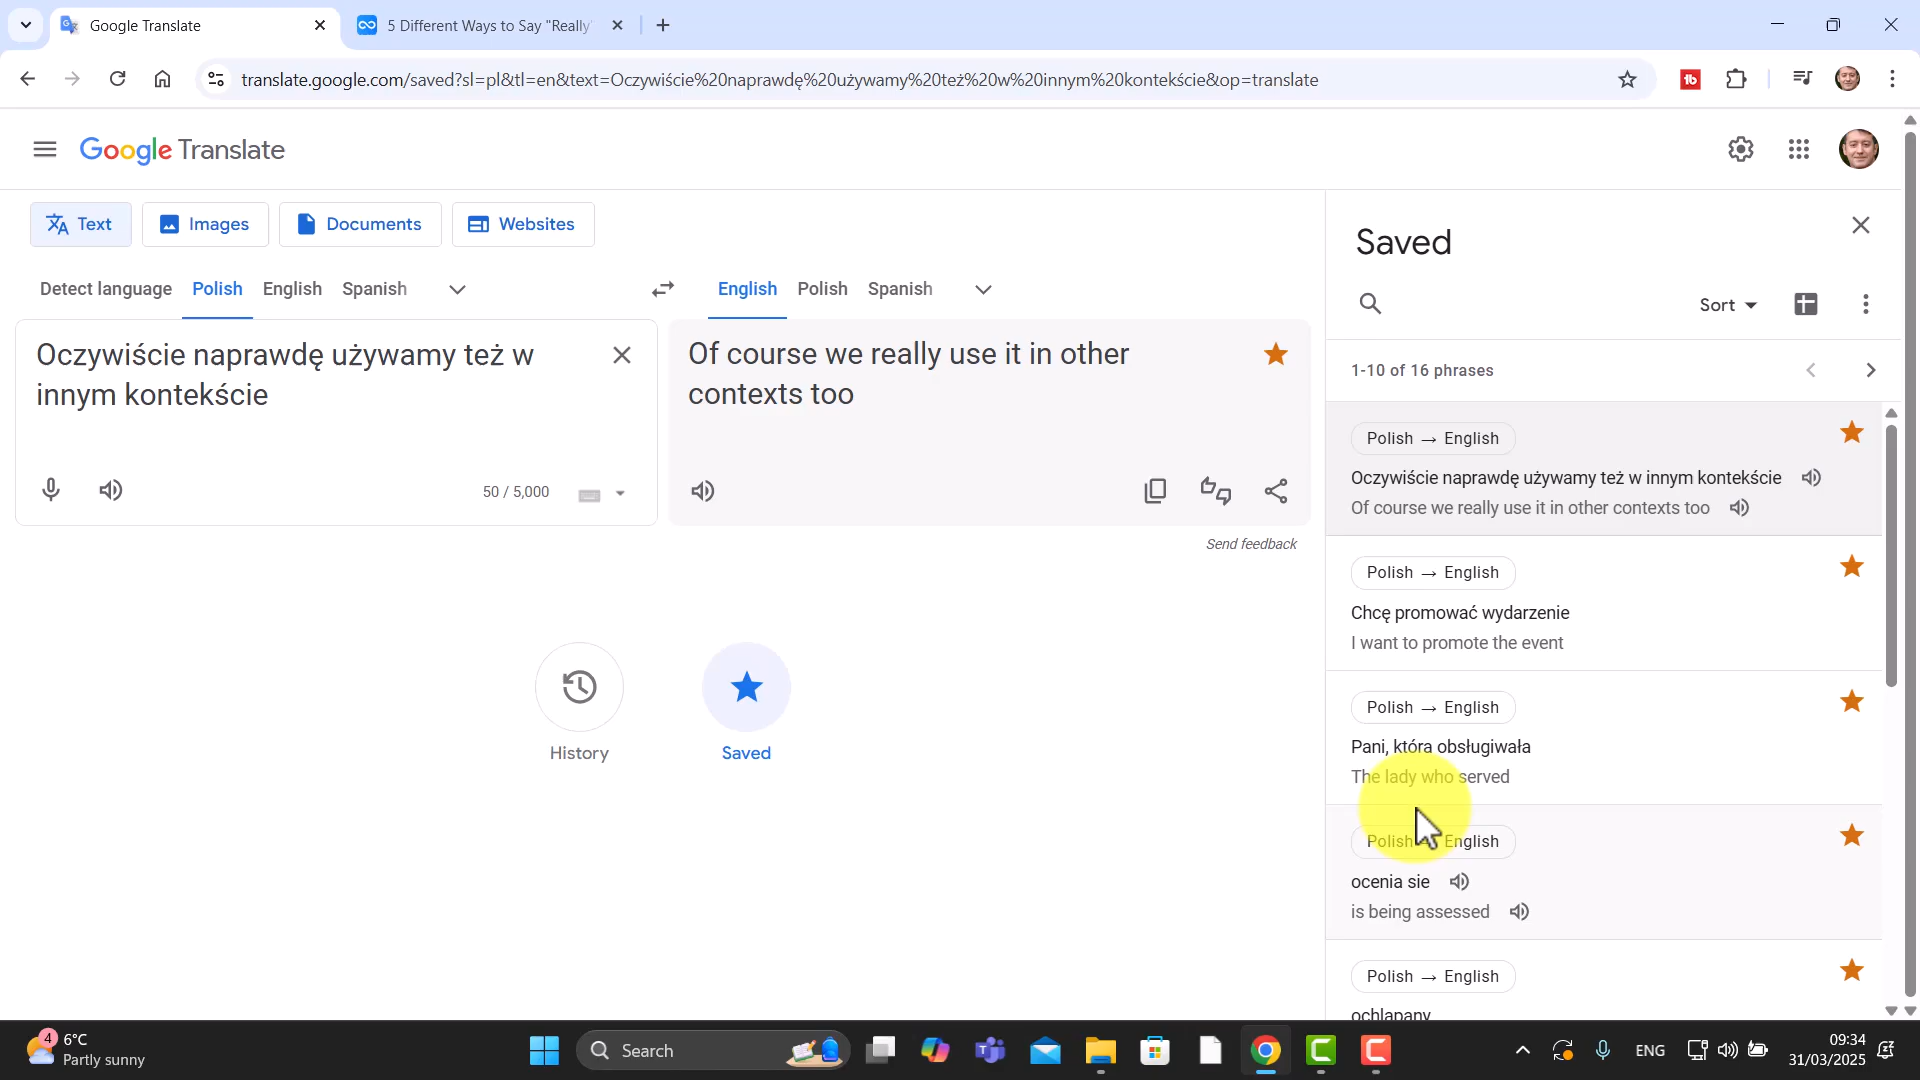 Google Translate
5 Different Ways to Say "Really"
translate.google.com/saved?sl=pl&tl=en&text=Oczywiście%20naprawdę%20używamy%20też%20w%20innym%20kontekście&op=translate
Google Translate
Text
Images
Documents
Websites
Detect language
Polish
English
Spanish
English
Polish
Spanish
Oczywiście naprawdę używamy też w
innym kontekście
50 / 5,000
Of course we really use it in other
contexts too
Send feedback
History
Saved
Saved
Sort
1-10 of 16 phrases
Polish → English
Oczywiście naprawdę używamy też w innym kontekście
Of course we really use it in other contexts too
Polish → English
Chcę promować wydarzenie
I want to promote the event
Polish → English
Pani, która obsługiwała
The lady who served
Polish → English
ocenia sie
is being assessed
Polish → English
ochlapany
4
6°C
Partly sunny
Search
ENG
09:34
31/03/2025